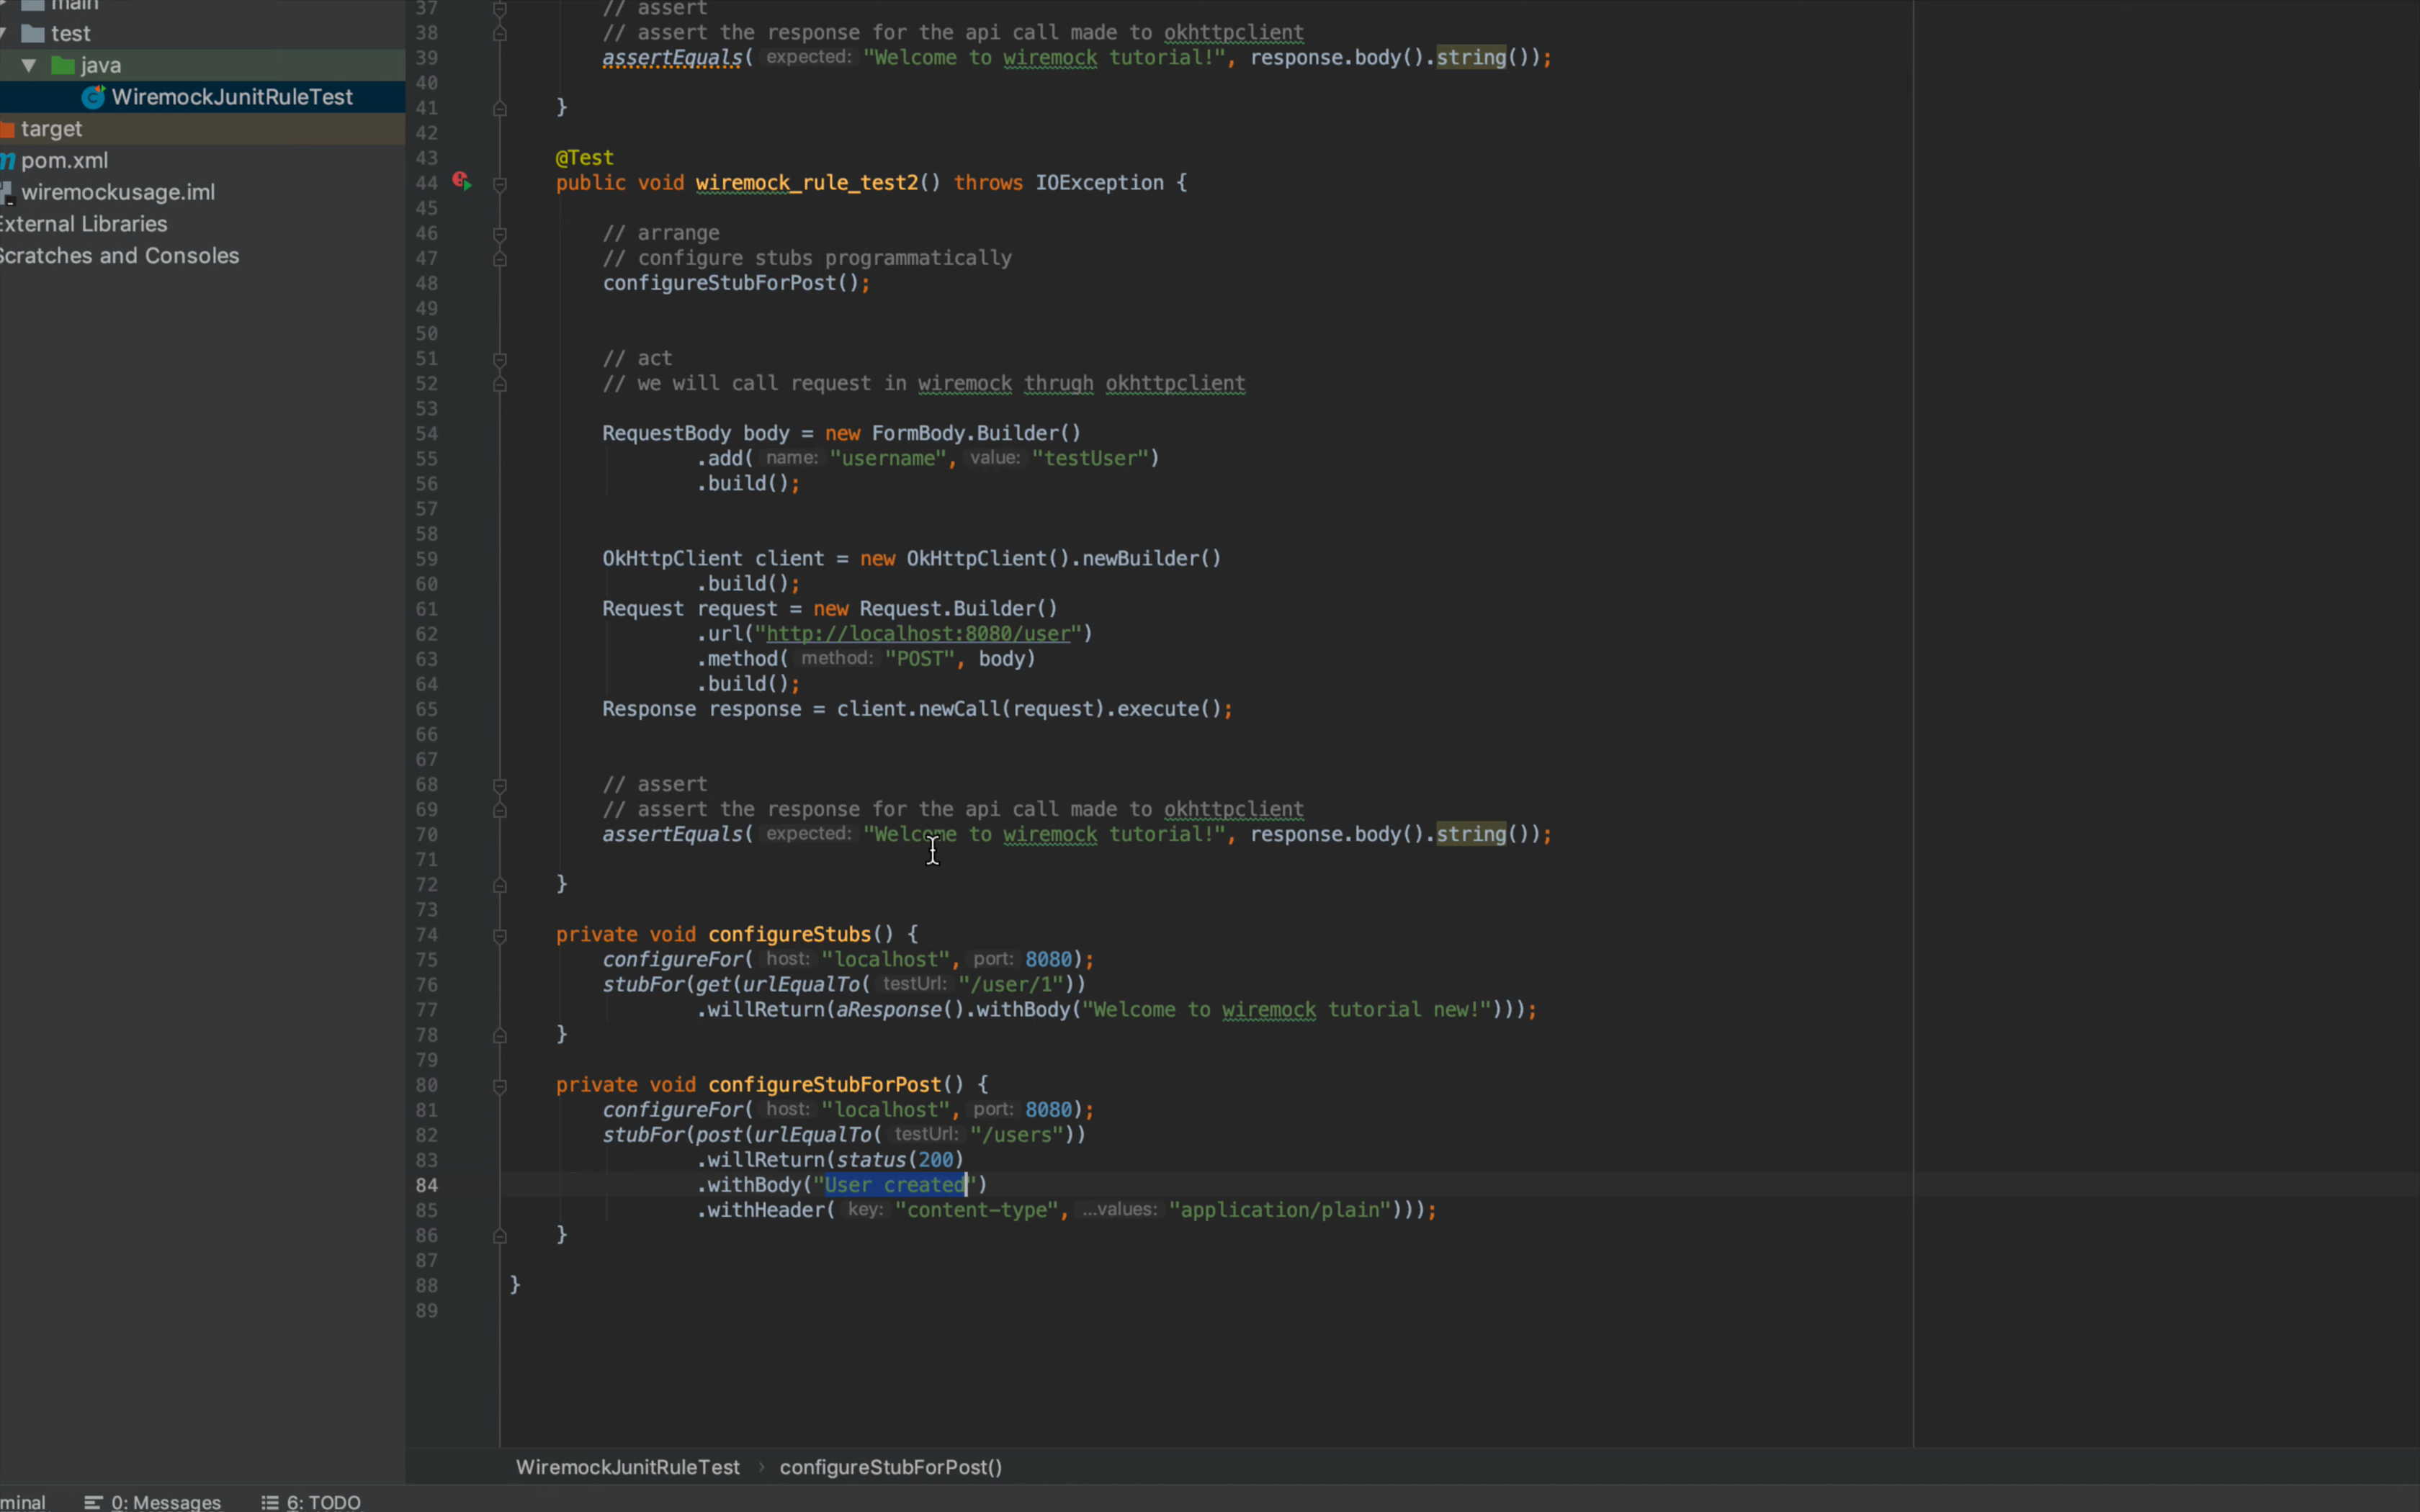 main
test
java
WiremockJunitRuleTest
target
pom.xml
wiremockusage.iml
External Libraries
Scratches and Consoles
37 // assert
38 // assert the response for the api call made to okhttpclient
39 assertEquals( expected: "Welcome to wiremock tutorial!", response.body().string());
40
41 }
42
43 @Test
44 public void wiremock_rule_test2() throws IOException {
45
46 // arrange
47 // configure stubs programmatically
48 configureStubForPost();
49
50
51 // act
52 // we will call request in wiremock thrugh okhttpclient
53
54 RequestBody body = new FormBody.Builder()
55 .add( name: "username", value: "testUser")
56 .build();
57
58
59 OkHttpClient client = new OkHttpClient().newBuilder()
60 .build();
61 Request request = new Request.Builder()
62 .url("http://localhost:8080/user")
63 .method( method: "POST", body)
64 .build();
65 Response response = client.newCall(request).execute();
66
67
68 // assert
69 // assert the response for the api call made to okhttpclient
70 assertEquals( expected: "Welcome to wiremock tutorial!", response.body().string());
71
72 }
73
74 private void configureStubs() {
75 configureFor( host: "localhost", port: 8080);
76 stubFor(get(urlEqualTo( testUrl: "/user/1"))
77 .willReturn(aResponse().withBody("Welcome to wiremock tutorial new!")));
78 }
79
80 private void configureStubForPost() {
81 configureFor( host: "localhost", port: 8080);
82 stubFor(post(urlEqualTo( testUrl: "/users"))
83 .willReturn(status(200)
84 .withBody("User created")
85 .withHeader( key: "content-type", ...values: "application/plain")));
86 }
87
88 }
89
WiremockJunitRuleTest › configureStubForPost()
minal 0: Messages 6: TODO